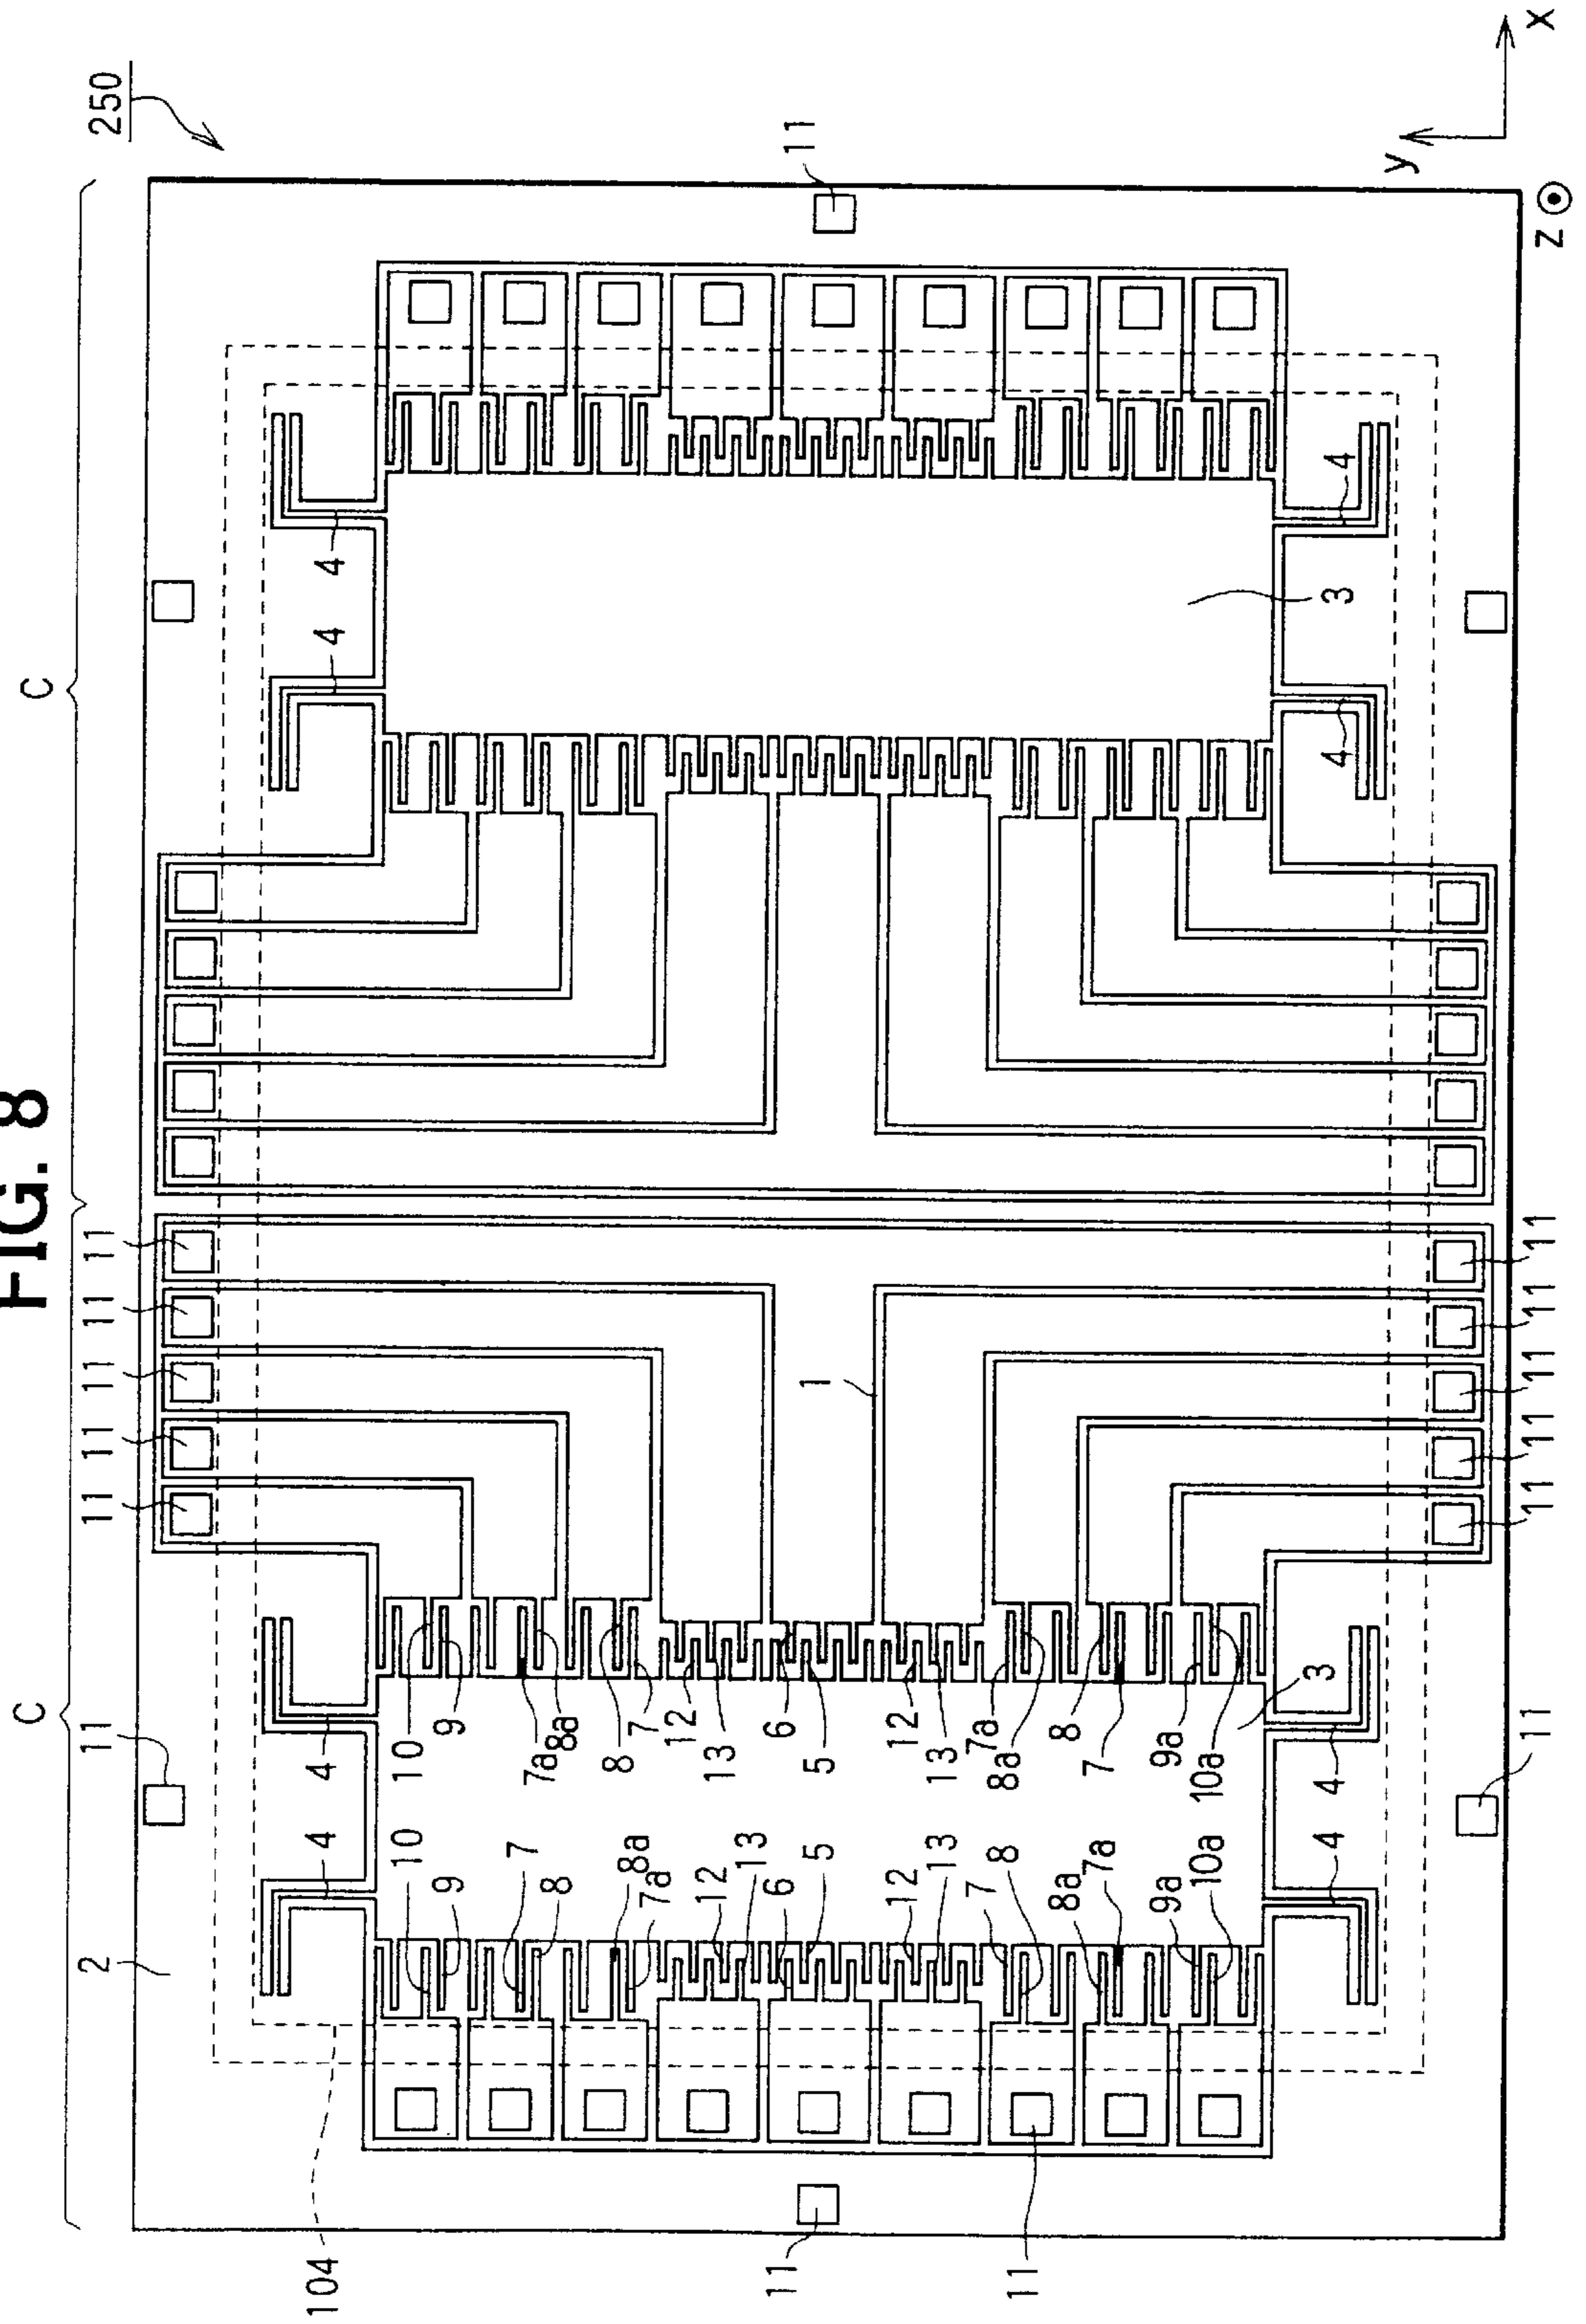 FIG. 8
C C
2 11 11 11 11 11 11 250
104 4 4 4 4
10 10
9 9
7 7a
8 8a
8a 8
7a 7
12 12
13 13
11 6 6 1 11
5 5
12 12
13 13
7 7a
11 8 8a
8a 8
7a 7
9a 9a
10a 10a
4 4 3 4 3 4
11 11 11 11 11 11
y
z x